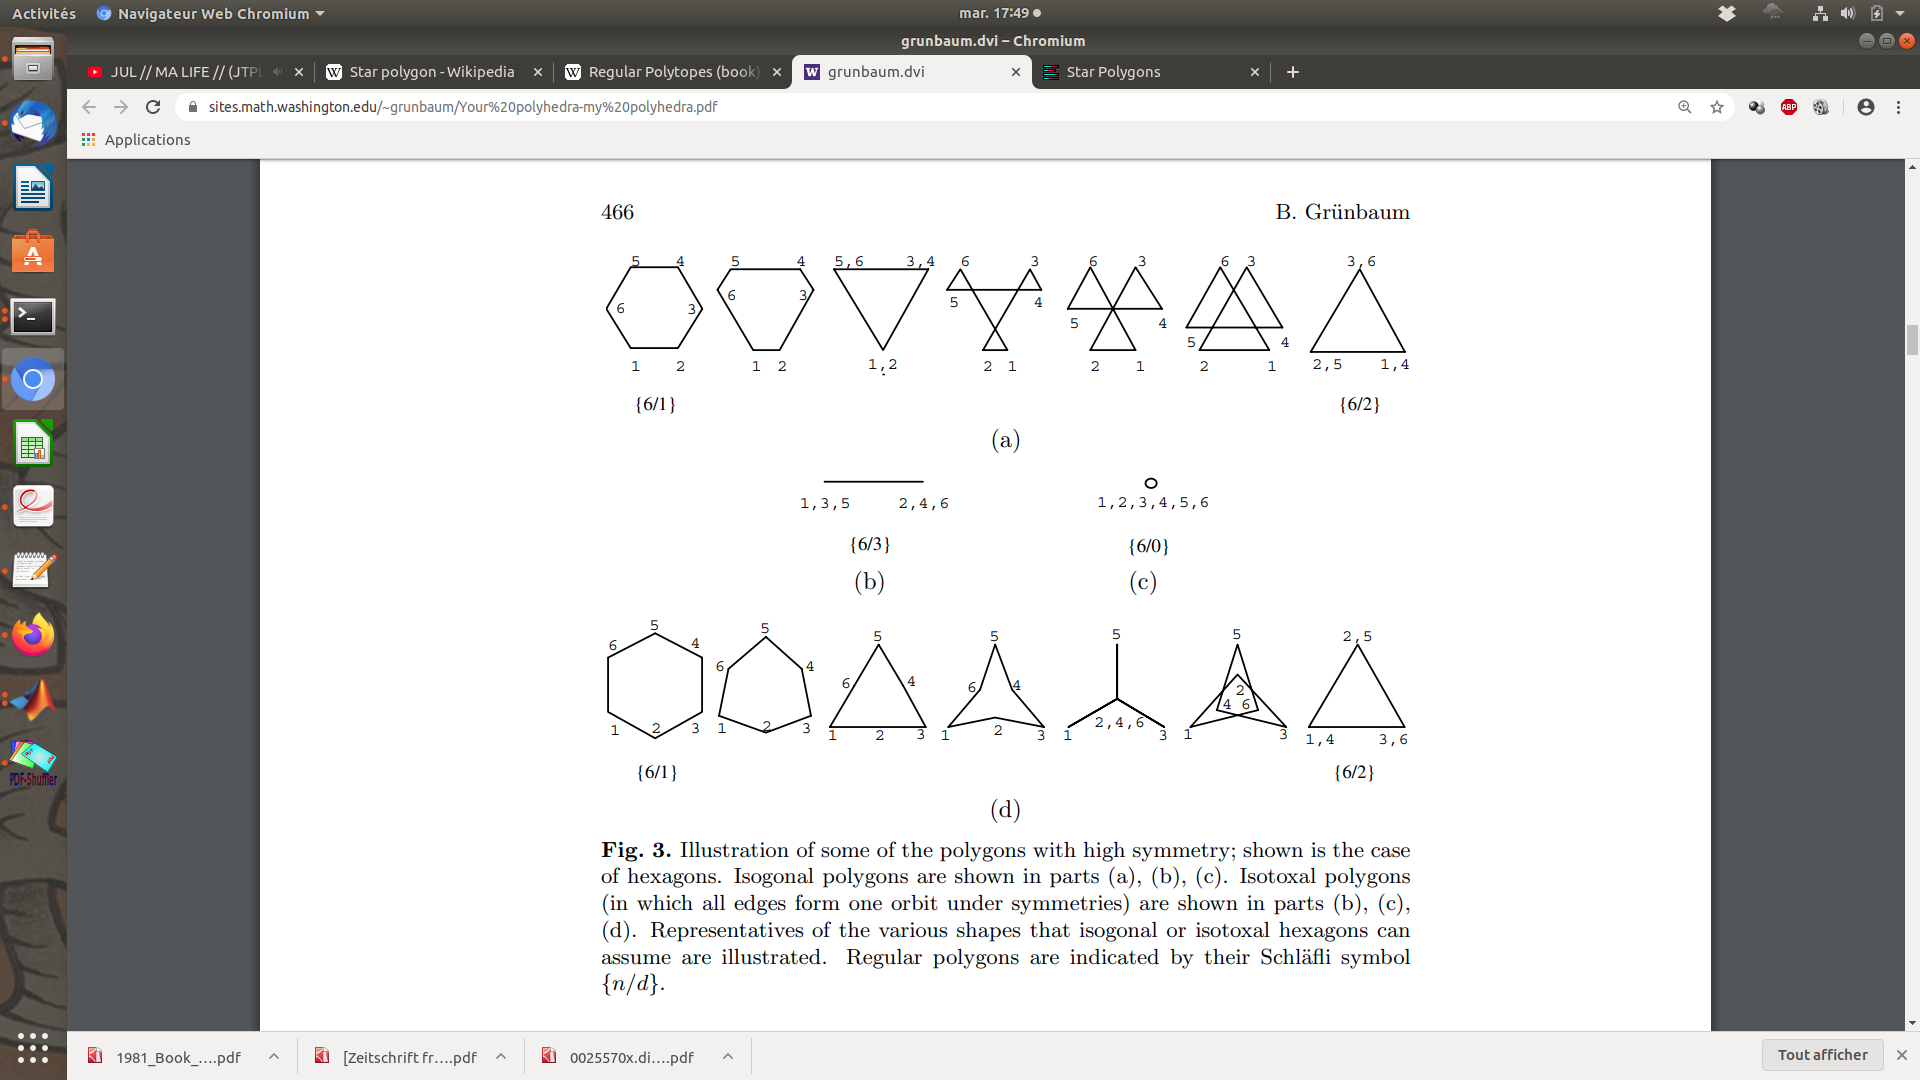 Activités Navigateur Web Chromium mar. 17:49
grunbaum.dvi – Chromium
JUL // MA LIFE // (JTP Star polygon - Wikipedia Regular Polytopes (book) grunbaum.dvi Star Polygons
sites.math.washington.edu/~grunbaum/Your%20polyhedra-my%20polyhedra.pdf
ABP
Applications
466 B. Grünbaum
5 4 5 4 5,6 3,4 6 3 6 3 6 3 3,6
6 3 6 3 5 4 5 4 5 4
1 2 1 2 1,2 2 1 2 1 2 1 2,5 1,4
{6/1} {6/2}
(a)
1,3,5 2,4,6 1,2,3,4,5,6
{6/3} {6/0}
(b) (c)
5 5 5 5 5 5 2,5
6 4 6 4 6 4 6 4 2 4 6
1 2 3 1 2 3 1 2 3 1 2 3 1 2,4,6 3 1 3 1,4 3,6
{6/1} {6/2}
(d)
Fig. 3. Illustration of some of the polygons with high symmetry; shown is the case
of hexagons. Isogonal polygons are shown in parts (a), (b), (c). Isotoxal polygons
(in which all edges form one orbit under symmetries) are shown in parts (b), (c),
(d). Representatives of the various shapes that isogonal or isotoxal hexagons can
assume are illustrated. Regular polygons are indicated by their Schläfli symbol
{n/d}.
PDF-Shuffler
1981_Book_....pdf [Zeitschrift fr....pdf 0025570x.di....pdf Tout afficher